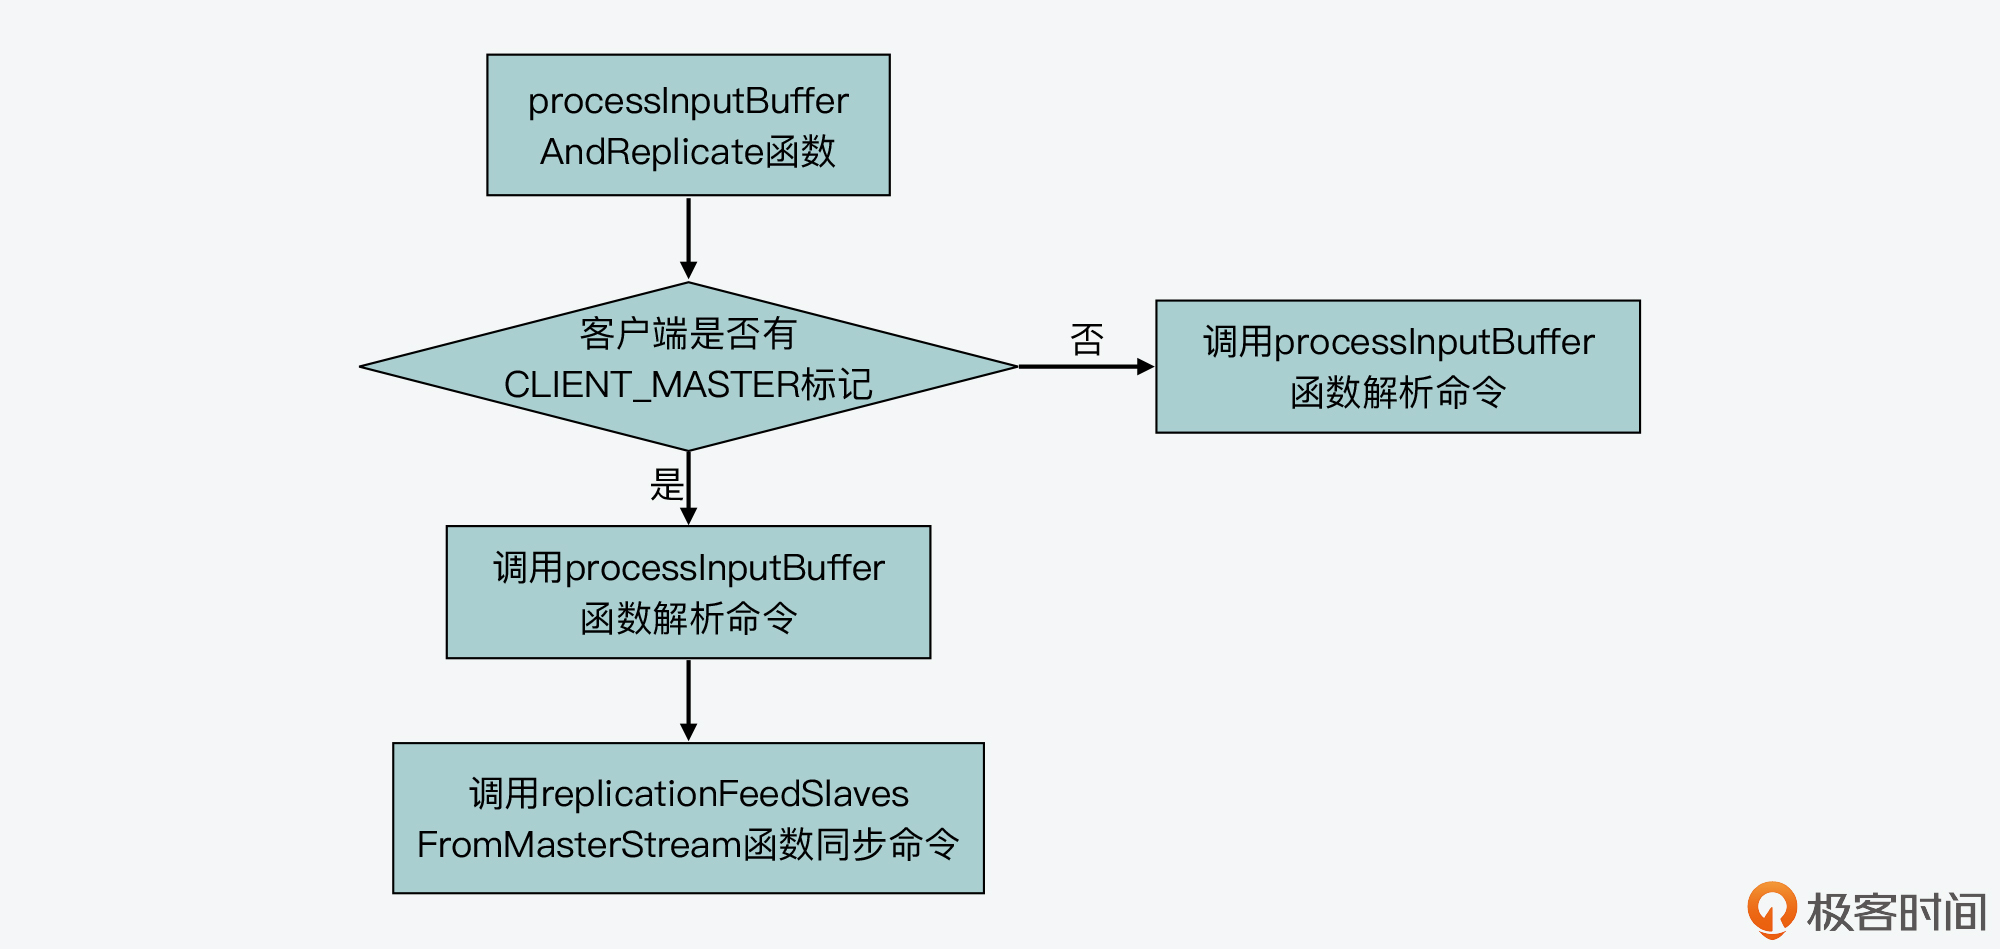 processInputBuffer
AndReplicate函数
客户端是否有
CLIENT_MASTER标记
否
调用processInputBuffer
函数解析命令
是
调用processInputBuffer
函数解析命令
调用replicationFeedSlaves
FromMasterStream函数同步命令
极客时间